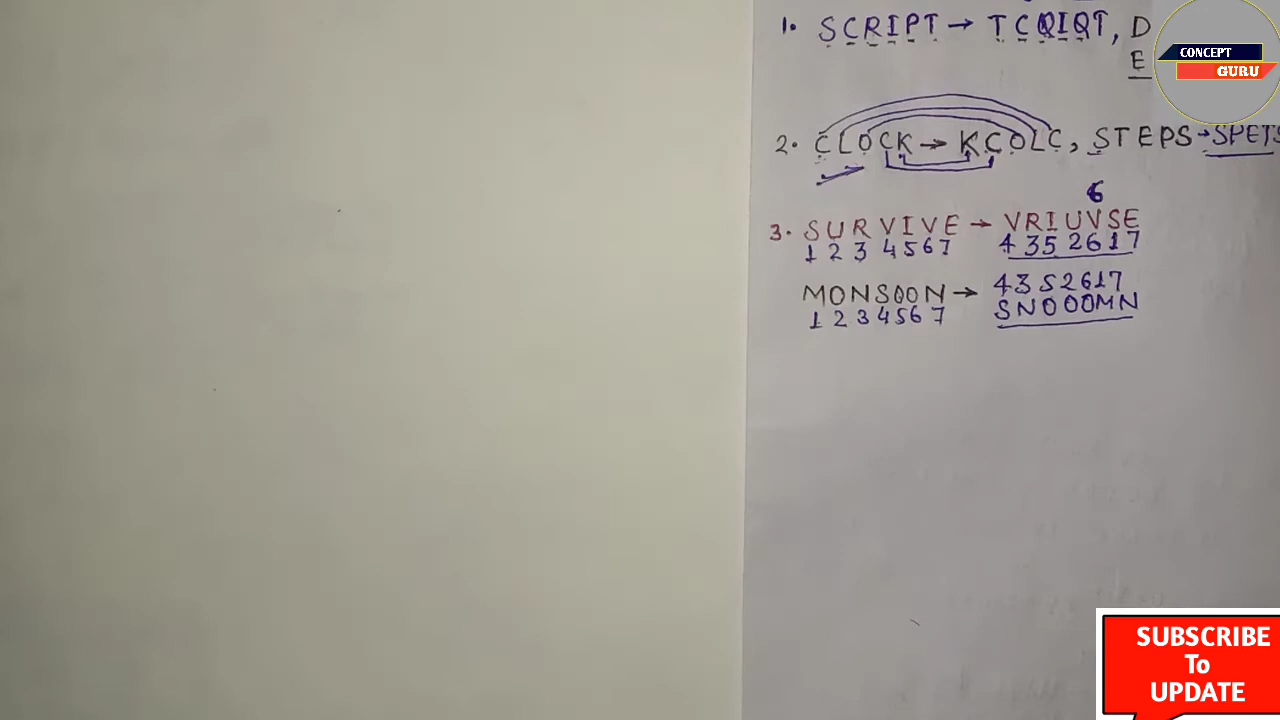 1. SCRIPT → TCQIQT, D
E
CONCEPT
GURU
2. CLOCK → KCOLC, STEPS → SPETS
6
3. SURVIVE → VRIUVSE
1 2 3 4 5 6 7 4 3 5 2 6 1 7
4 3 5 2 6 1 7
MONSOON → SNOOOMN
1 2 3 4 5 6 7
SUBSCRIBE
To
UPDATE